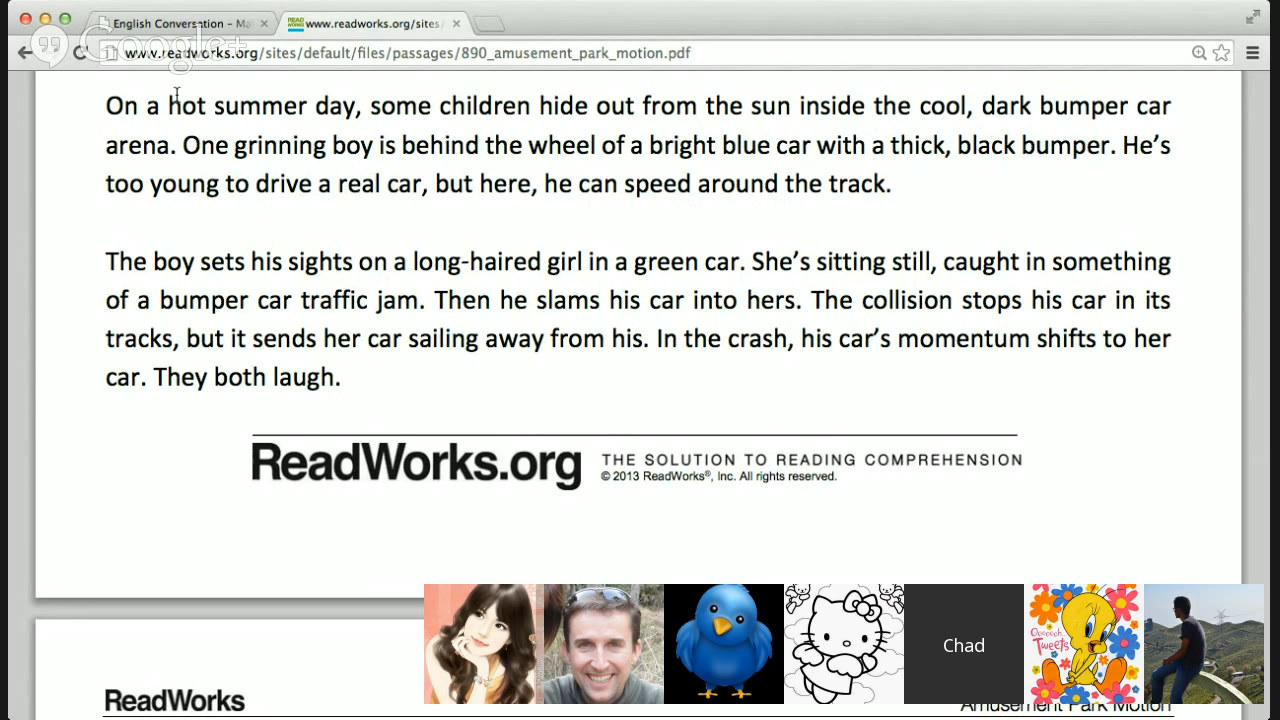 English Conversation – Ma
www.readworks.org/sites
Google+
www.readworks.org/sites/default/files/passages/890_amusement_park_motion.pdf
On a hot summer day, some children hide out from the sun inside the cool, dark bumper car
arena. One grinning boy is behind the wheel of a bright blue car with a thick, black bumper. He’s
too young to drive a real car, but here, he can speed around the track.
The boy sets his sights on a long-haired girl in a green car. She’s sitting still, caught in something
of a bumper car traffic jam. Then he slams his car into hers. The collision stops his car in its
tracks, but it sends her car sailing away from his. In the crash, his car’s momentum shifts to her
car. They both laugh.
ReadWorks.org
THE SOLUTION TO READING COMPREHENSION
© 2013 ReadWorks®, Inc. All rights reserved.
Chad
Ooooooh,
Tweets
ReadWorks
Amusement Park Motion